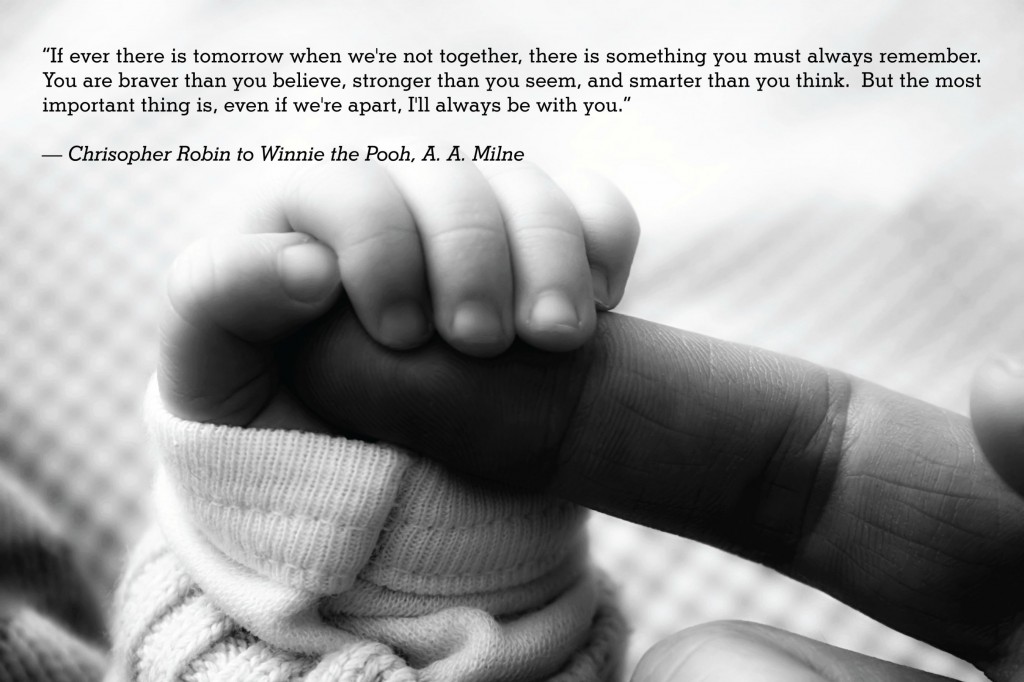 “If ever there is tomorrow when we're not together, there is something you must always remember.
You are braver than you believe, stronger than you seem, and smarter than you think.  But the most
important thing is, even if we're apart, I'll always be with you.”
— Chrisopher Robin to Winnie the Pooh, A. A. Milne